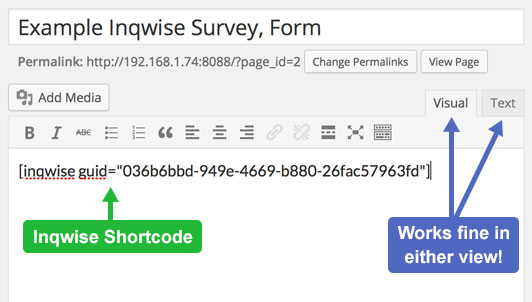 Example Inqwise Survey, Form
Permalink: http://192.168.1.74:8088/?page_id=2 Change Permalinks View Page
Add Media
Visual Text
B I ABC
[inqwise guid="036b6bbd-949e-4669-b880-26fac57963fd"]
Inqwise Shortcode
Works fine in
either view!